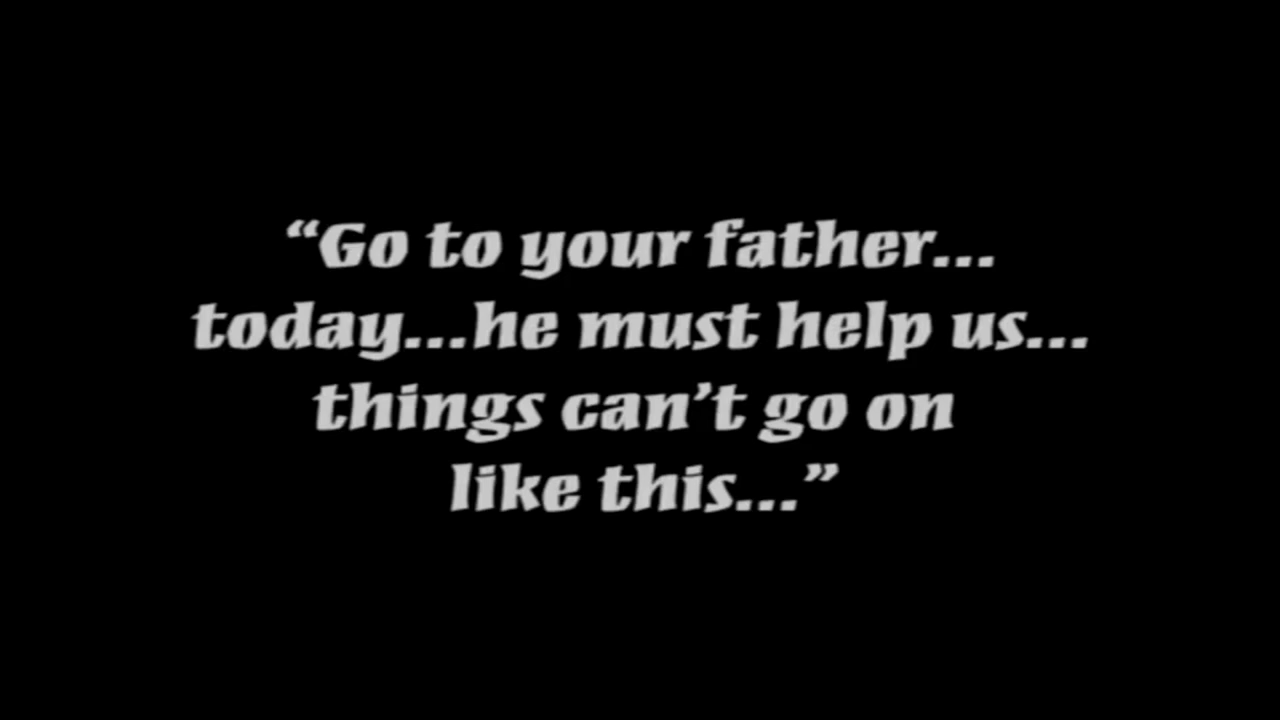 “Go to your father...
today...he must help us...
things can’t go on
like this...”